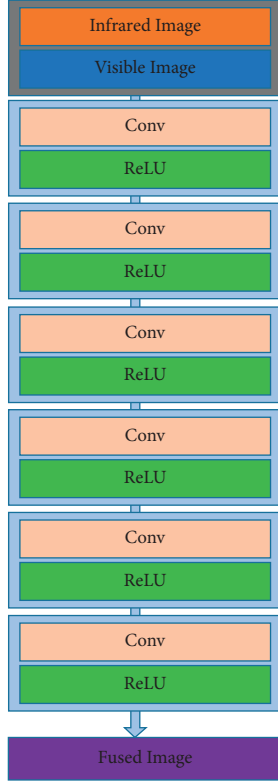 Infrared Image
Visible Image
Conv
ReLU
Conv
ReLU
Conv
ReLU
Conv
ReLU
Conv
ReLU
Conv
ReLU
Fused Image